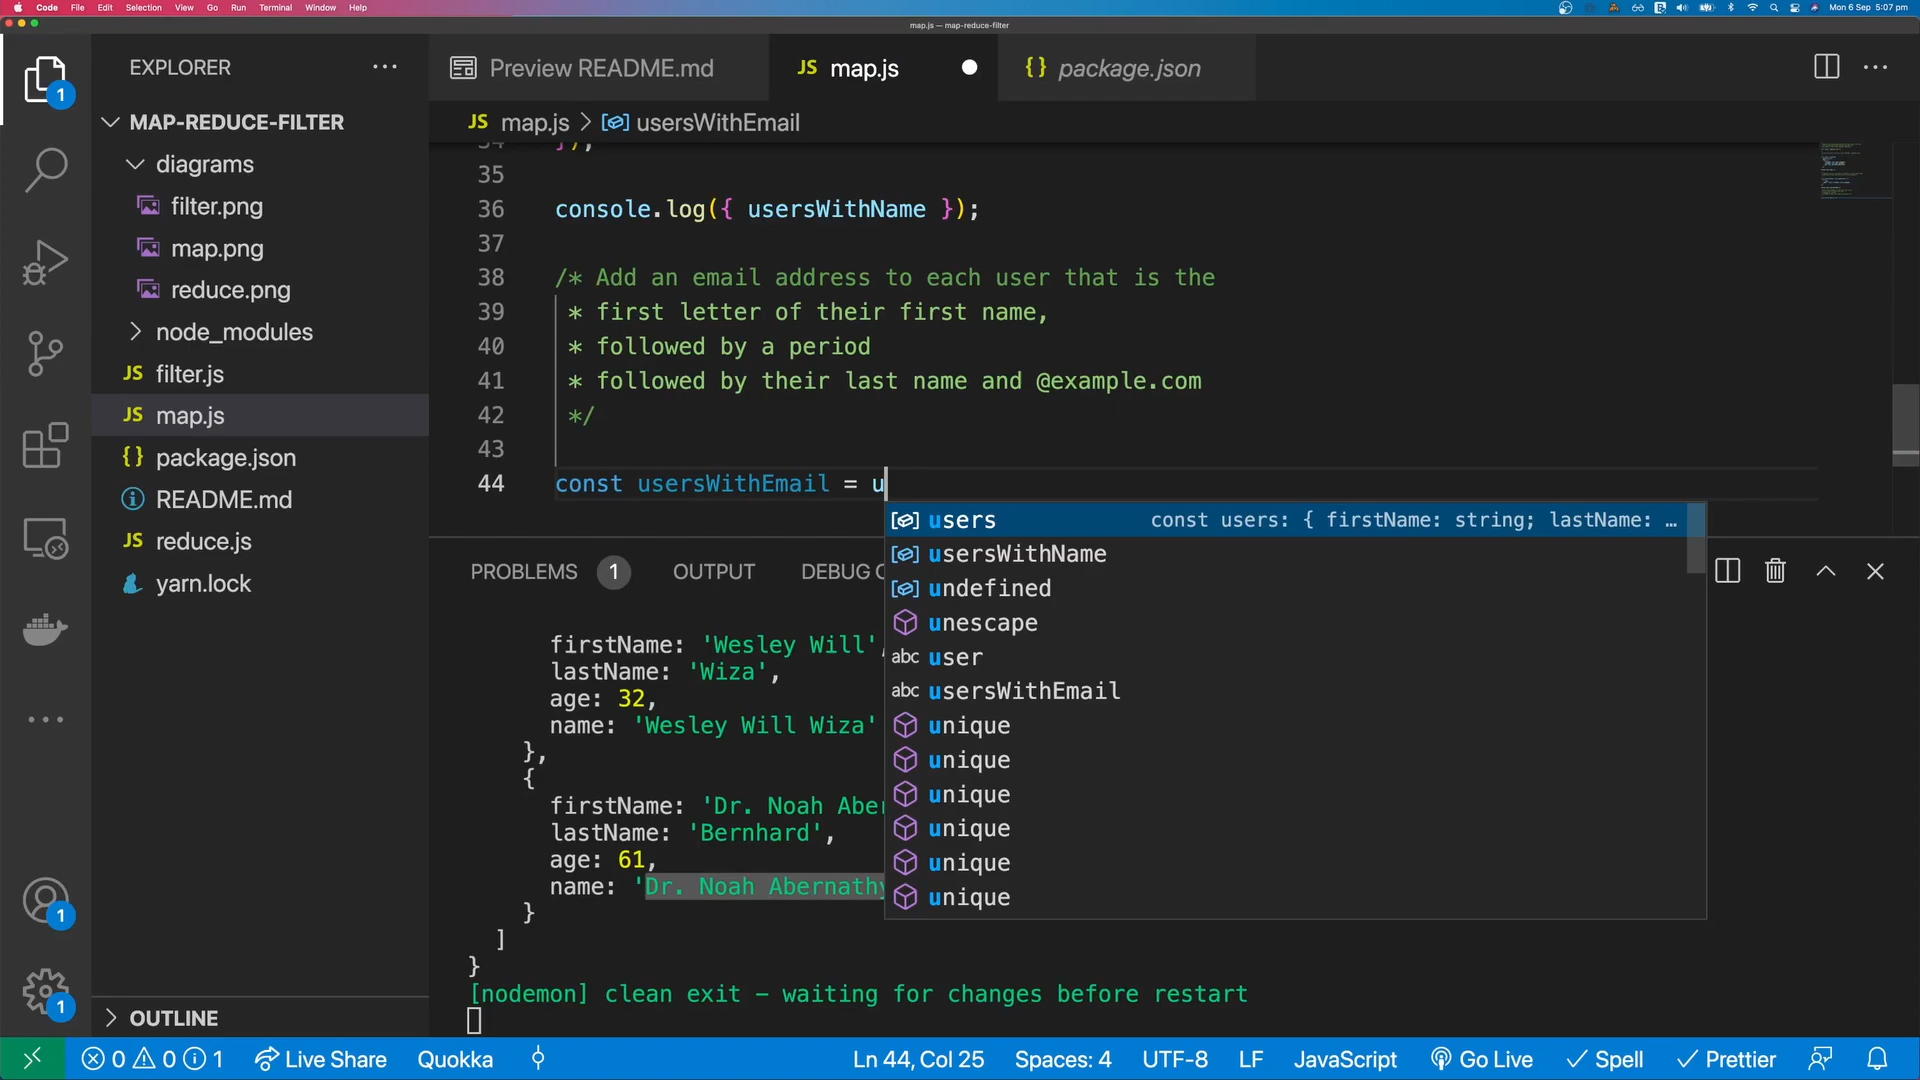 Code File Edit Selection View Go Run Terminal Window Help
Mon 6 Sep 5:07 pm
map.js — map-reduce-filter
EXPLORER
Preview README.md
JS map.js
{} package.json
MAP-REDUCE-FILTER
diagrams
filter.png
map.png
reduce.png
node_modules
JS filter.js
JS map.js
{} package.json
README.md
JS reduce.js
yarn.lock
OUTLINE
1
1
1
JS map.js > usersWithEmail
34 });
35
36 console.log({ usersWithName });
37
38 /* Add an email address to each user that is the
39 * first letter of their first name,
40 * followed by a period
41 * followed by their last name and @example.com
42 */
43
44 const usersWithEmail = u
users const users: { firstName: string; lastName: …
usersWithName
undefined
unescape
abc user
abc usersWithEmail
unique
unique
unique
unique
unique
unique
PROBLEMS 1 OUTPUT DEBUG C
firstName: 'Wesley Will',
lastName: 'Wiza',
age: 32,
name: 'Wesley Will Wiza'
},
{
firstName: 'Dr. Noah Aber
lastName: 'Bernhard',
age: 61,
name: 'Dr. Noah Abernathy
}
]
}
[nodemon] clean exit - waiting for changes before restart
0 0 1 Live Share Quokka Ln 44, Col 25 Spaces: 4 UTF-8 LF JavaScript Go Live Spell Prettier